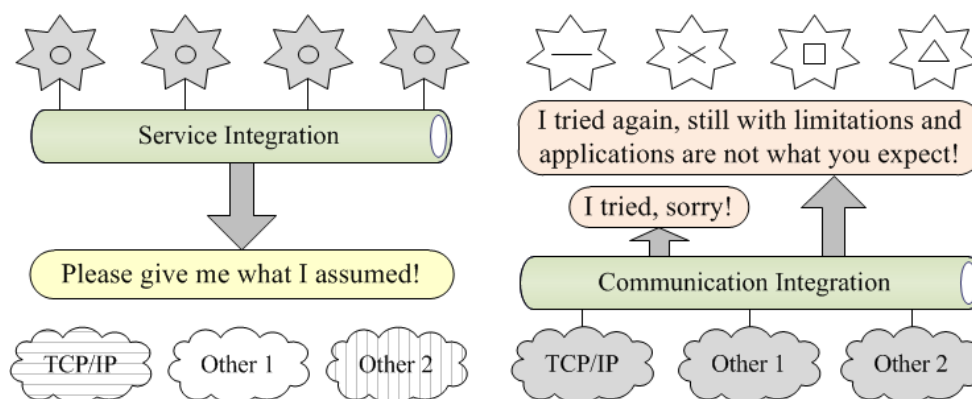 Service Integration
Please give me what I assumed!
TCP/IP
Other 1
Other 2
I tried again, still with limitations and
applications are not what you expect!
I tried, sorry!
Communication Integration
TCP/IP
Other 1
Other 2